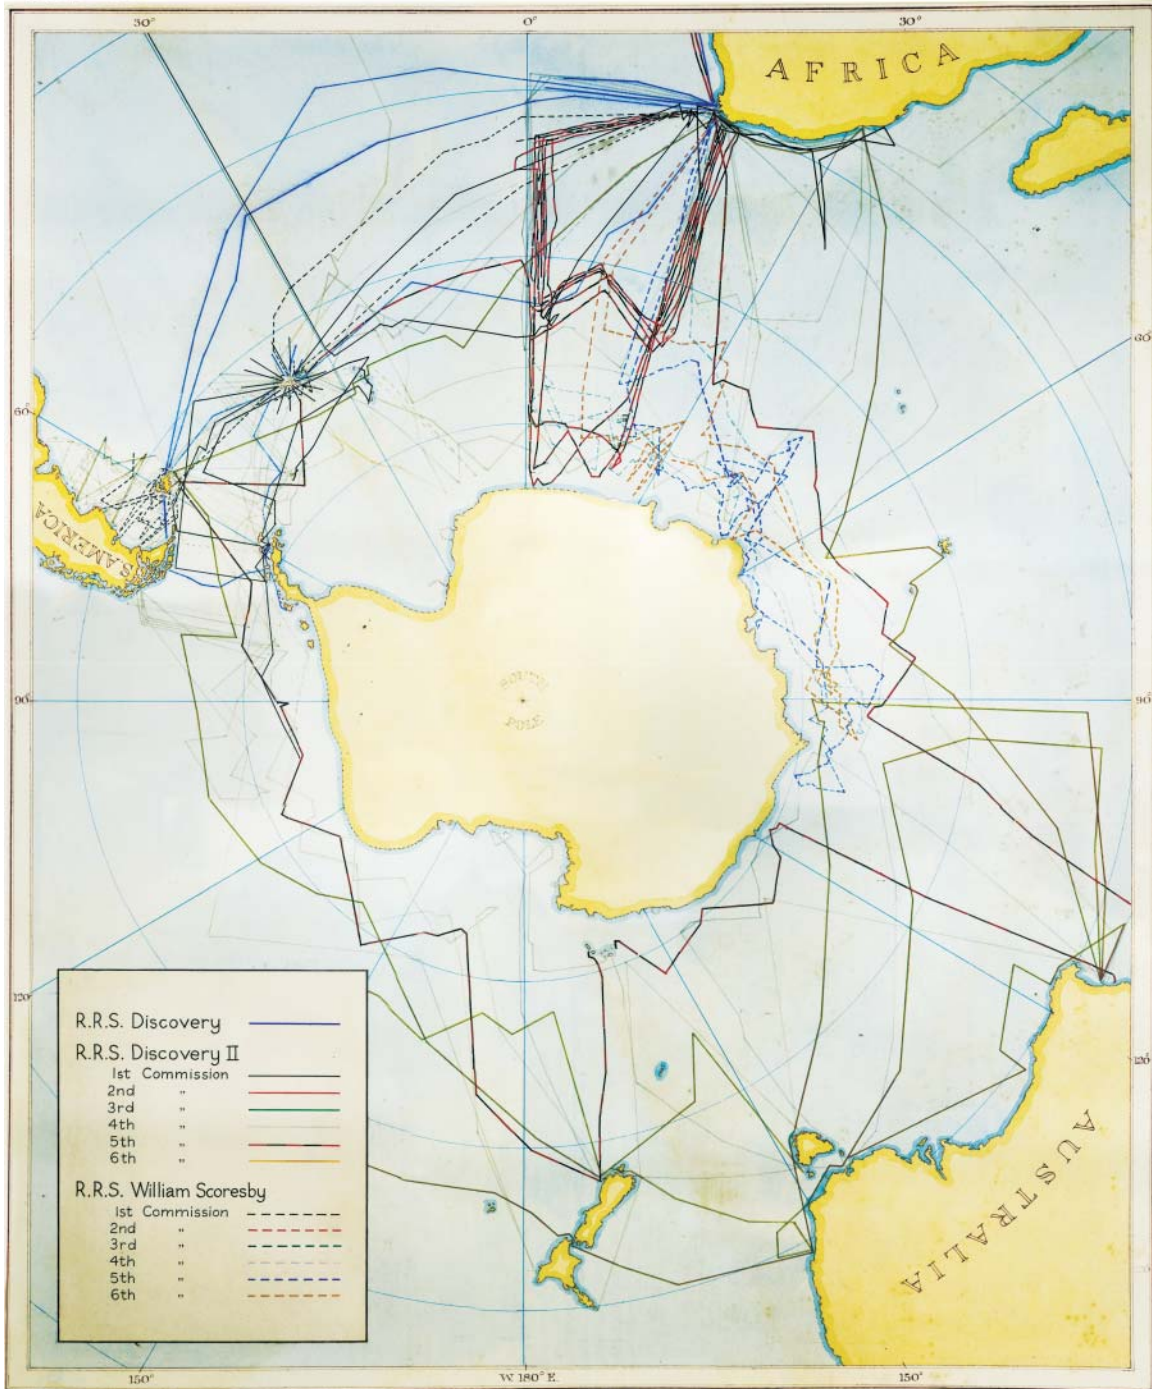 30° 0° 30°
AFRICA
60°
60°
S.AMERICA
SOUTH
POLE
90°
90°
120°
120°
AUSTRALIA
R.R.S. Discovery
R.R.S. Discovery II
1st Commission
2nd "
3rd "
4th "
5th "
6th "
R.R.S. William Scoresby
1st Commission
2nd "
3rd "
4th "
5th "
6th "
150° W. 180° E. 150°